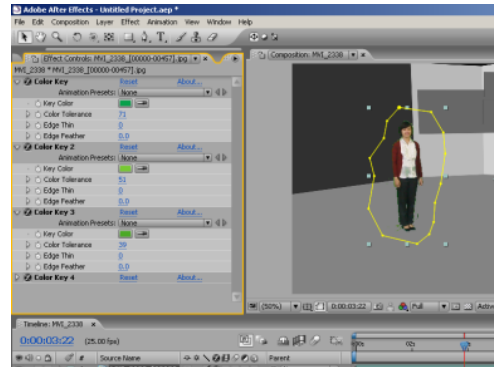 Adobe After Effects - Untitled Project.aep *
File Edit Composition Layer Effect Animation View Window Help
Effect Controls: MVI_2338_[00000-00457].jpg
MVI_2338 * MVI_2338_[00000-00457].jpg
Color Key Reset About...
Animation Presets: None
Key Color
Color Tolerance 71
Edge Thin 0
Edge Feather 0.0
Color Key 2 Reset About...
Animation Presets: None
Key Color
Color Tolerance 51
Edge Thin 0
Edge Feather 0.0
Color Key 3 Reset About...
Animation Presets: None
Key Color
Color Tolerance 39
Edge Thin 0
Edge Feather 0.0
Color Key 4 Reset About...
Composition: MVI_2338
(50%) 0:00:03:22 Full Active
Timeline: MVI_2338
0:00:03:22 (25.00 fps)
# Source Name Parent
02s